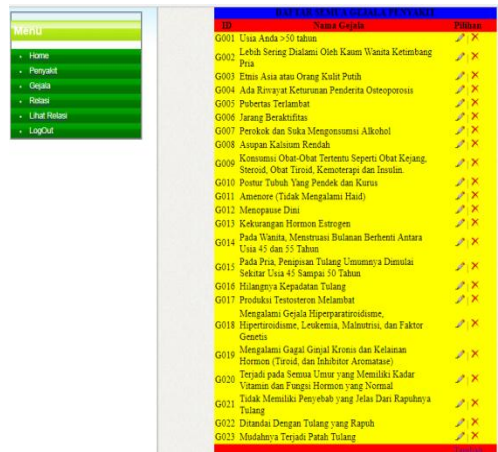 DAFTAR SEMUA GEJALA PENYAKIT
Menu
Home
Penyakit
Gejala
Relasi
Lihat Relasi
LogOut
ID Nama Gejala Pilihan
G001 Usia Anda >50 tahun
G002 Lebih Sering Dialami Oleh Kaum Wanita Ketimbang
Pria
G003 Etnis Asia atau Orang Kulit Putih
G004 Ada Riwayat Keturunan Penderita Osteoporosis
G005 Pubertas Terlambat
G006 Jarang Beraktifitas
G007 Perokok dan Suka Mengonsumsi Alkohol
G008 Asupan Kalsium Rendah
G009 Konsumsi Obat-Obat Tertentu Seperti Obat Kejang,
Steroid, Obat Tiroid, Kemoterapi dan Insulin.
G010 Postur Tubuh Yang Pendek dan Kurus
G011 Amenore (Tidak Mengalami Haid)
G012 Menopause Dini
G013 Kekurangan Hormon Estrogen
G014 Pada Wanita, Menstruasi Bulanan Berhenti Antara
Usia 45 dan 55 Tahun
G015 Pada Pria, Penipisan Tulang Umumnya Dimulai
Sekitar Usia 45 Sampai 50 Tahun
G016 Hilangnya Kepadatan Tulang
G017 Produksi Testosteron Melambat
G018 Mengalami Gejala Hiperparatiroidisme,
Hipertiroidisme, Leukemia, Malnutrisi, dan Faktor
Genetis
G019 Mengalami Gagal Ginjal Kronis dan Kelainan
Hormon (Tiroid, dan Inhibitor Aromatase)
G020 Terjadi pada Semua Umur yang Memiliki Kadar
Vitamin dan Fungsi Hormon yang Normal
G021 Tidak Memiliki Penyebab yang Jelas Dari Rapuhnya
Tulang
G022 Ditandai Dengan Tulang yang Rapuh
G023 Mudahnya Terjadi Patah Tulang